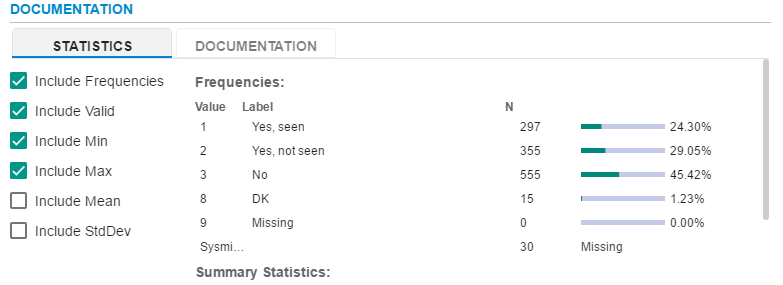 DOCUMENTATION
STATISTICS DOCUMENTATION
Include Frequencies
Include Valid
Include Min
Include Max
Include Mean
Include StdDev
Frequencies:
Value Label N
1 Yes, seen 297 24.30%
2 Yes, not seen 355 29.05%
3 No 555 45.42%
8 DK 15 1.23%
9 Missing 0 0.00%
Sysmi... 30 Missing
Summary Statistics: